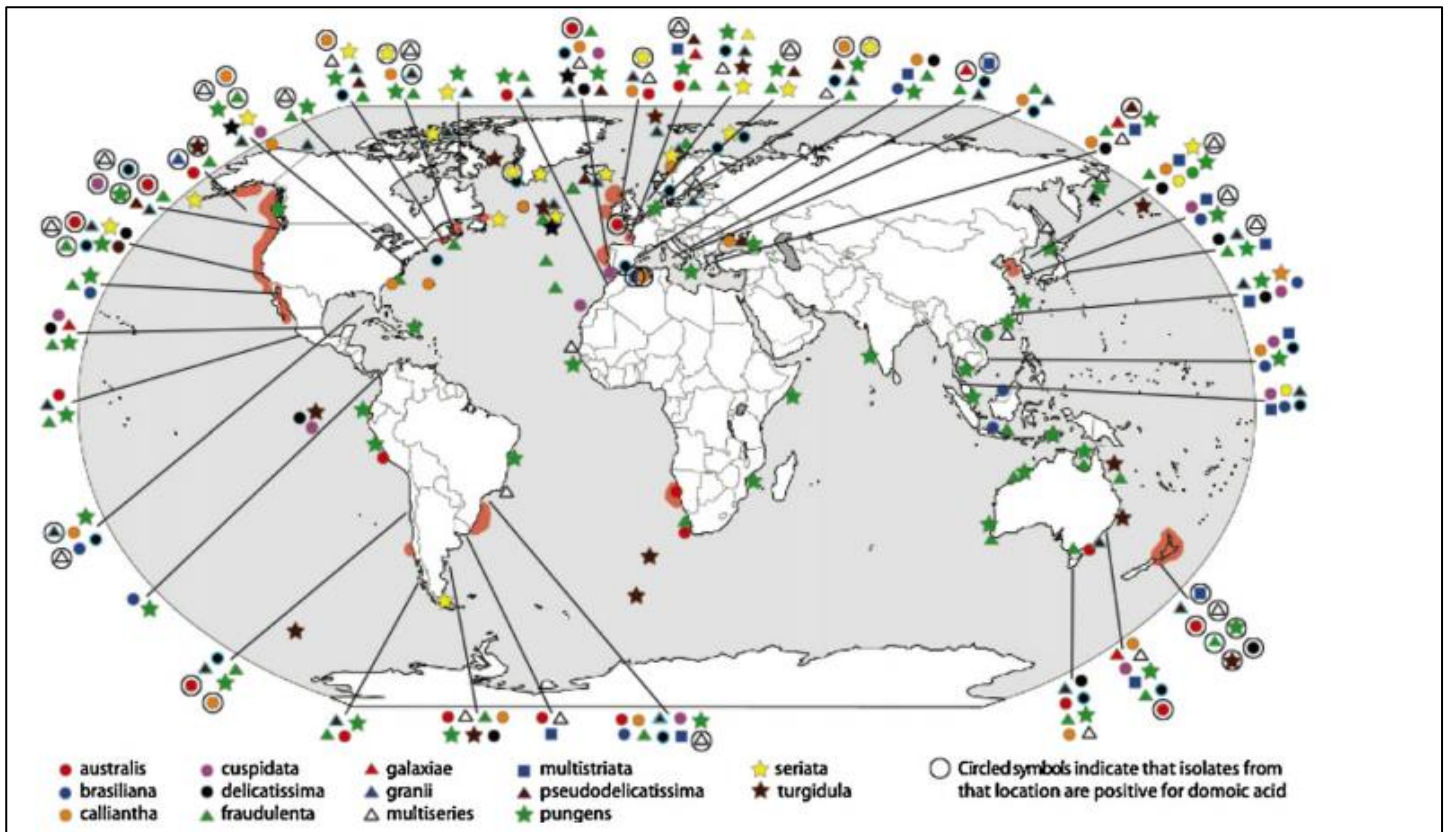 australis cuspidata galaxiae multistriata seriata Circled symbols indicate that isolates from
brasiliana delicatissima granii pseudodelicatissima turgidula that location are positive for domoic acid
calliantha fraudulenta multiseries pungens